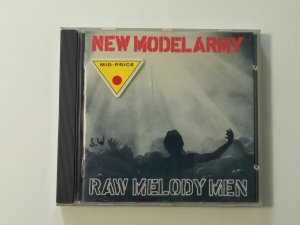 NEW MODEL ARMY
MID-PRICE
S.W
RAW MELODY MEN